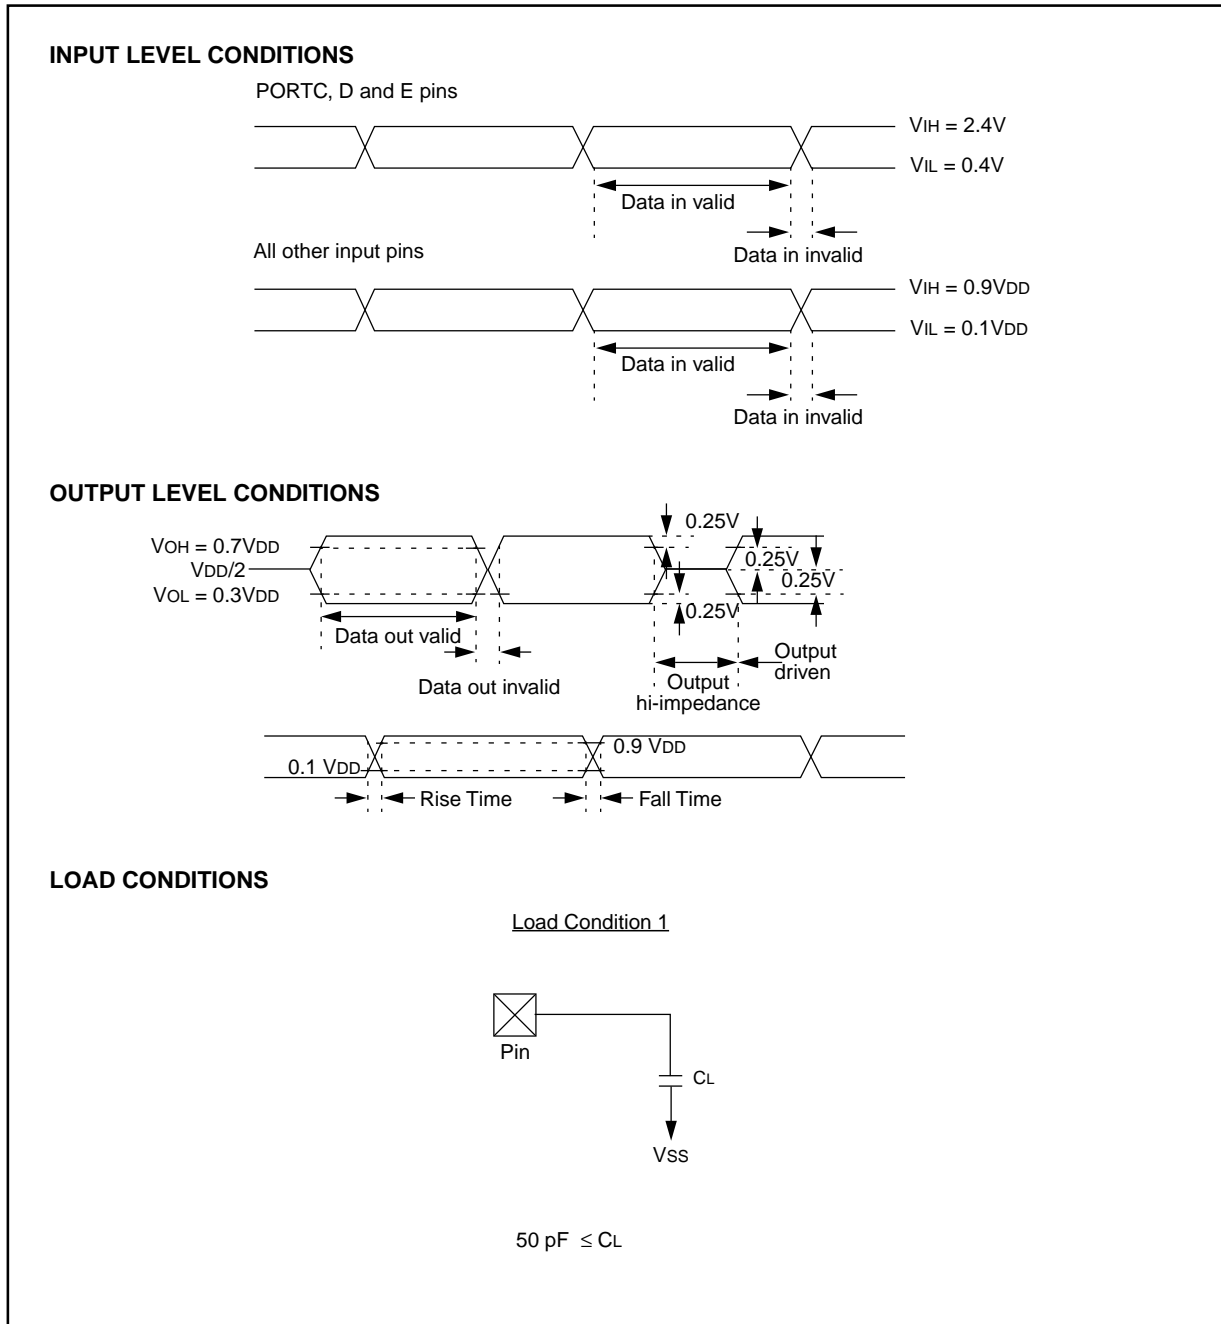 INPUT LEVEL CONDITIONS
PORTC, D and E pins
VIH = 2.4V
VIL = 0.4V
Data in valid
Data in invalid
All other input pins
VIH = 0.9VDD
VIL = 0.1VDD
Data in valid
Data in invalid
OUTPUT LEVEL CONDITIONS
0.25V
VOH = 0.7VDD
0.25V
VDD/2
0.25V
VOL = 0.3VDD
0.25V
Data out valid
Output
driven
Data out invalid
Output
hi-impedance
0.9 VDD
0.1 VDD
Rise Time
Fall Time
LOAD CONDITIONS
Load Condition 1
Pin
CL
VSS
50 pF ≤ CL